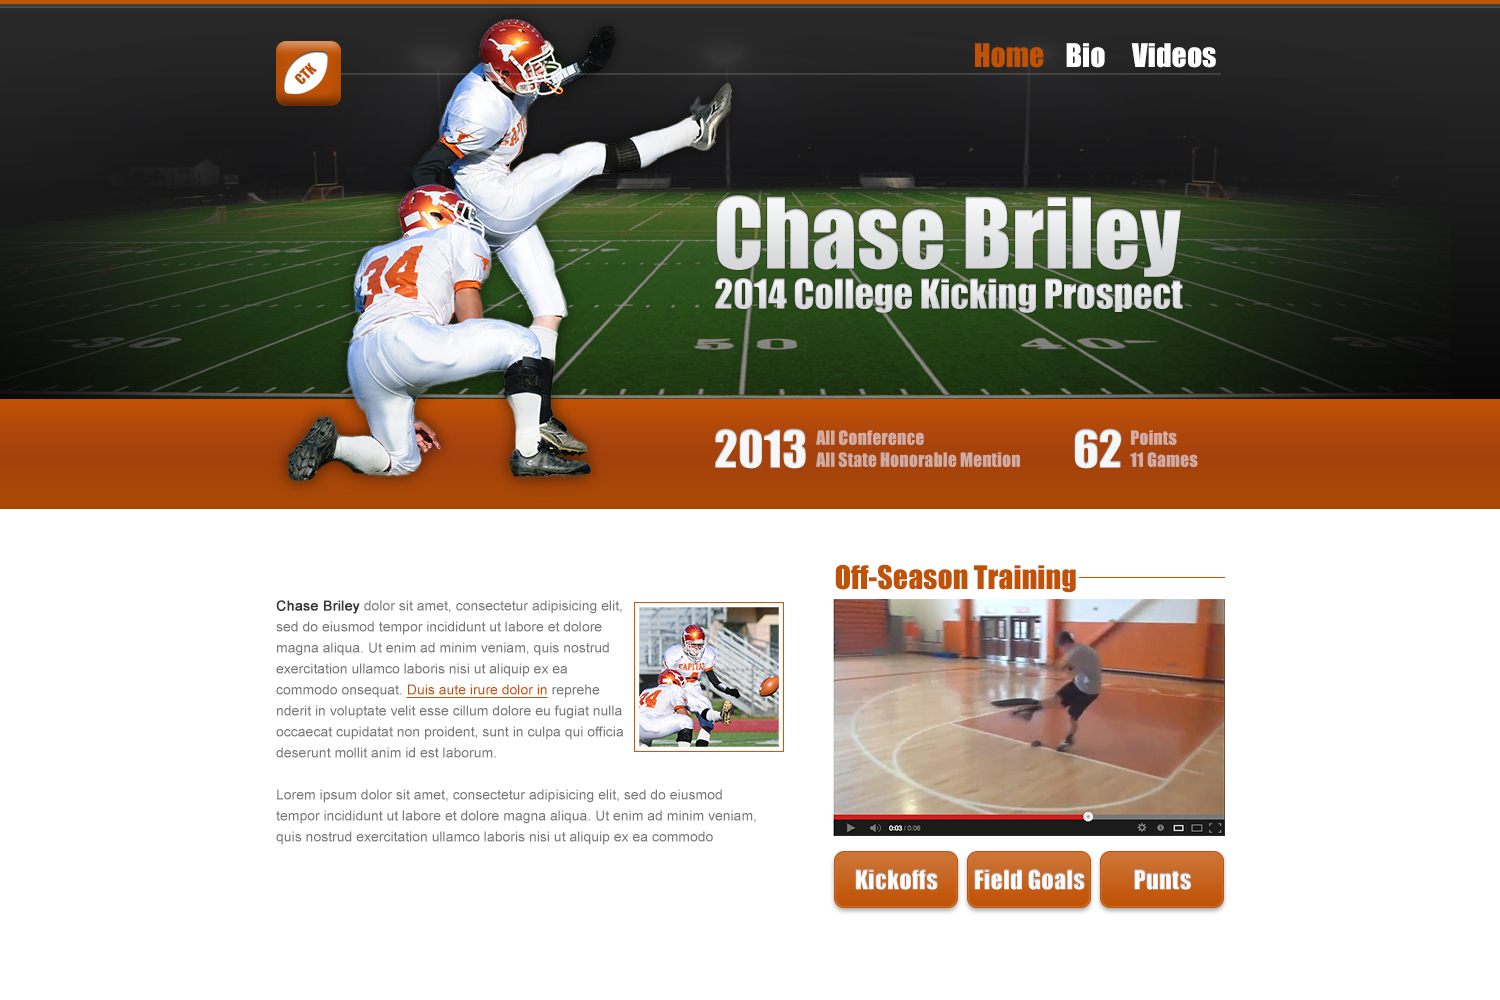 CTK
Home Bio Videos
Chase Briley
2014 College Kicking Prospect
34
50
40
2013 All Conference
All State Honorable Mention
62 Points
11 Games
Off-Season Training
Chase Briley dolor sit amet, consectetur adipisicing elit,
sed do eiusmod tempor incididunt ut labore et dolore
magna aliqua. Ut enim ad minim veniam, quis nostrud
exercitation ullamco laboris nisi ut aliquip ex ea
commodo onsequat. Duis aute irure dolor in reprehe
nderit in voluptate velit esse cillum dolore eu fugiat nulla
occaecat cupidatat non proident, sunt in culpa qui officia
deserunt mollit anim id est laborum.
Lorem ipsum dolor sit amet, consectetur adipisicing elit, sed do eiusmod
tempor incididunt ut labore et dolore magna aliqua. Ut enim ad minim veniam,
quis nostrud exercitation ullamco laboris nisi ut aliquip ex ea commodo
CAPITAL
0:03 / 0:06
Kickoffs Field Goals Punts